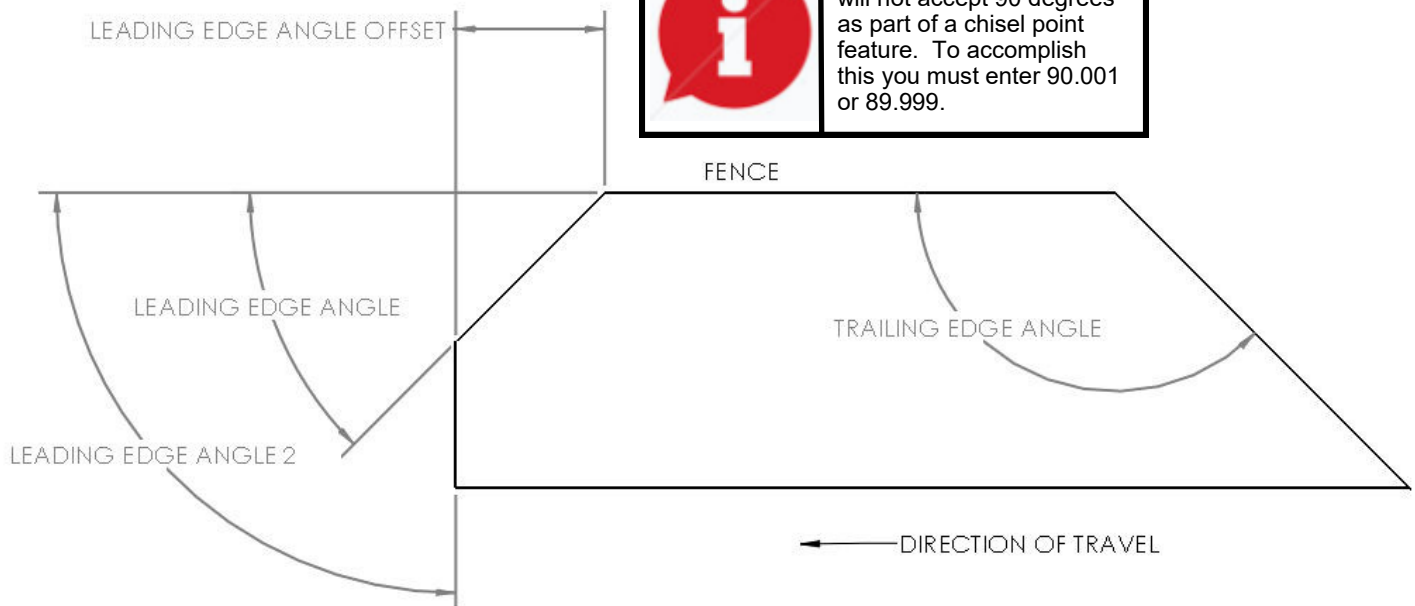 will not accept 90 degrees
as part of a chisel point
feature. To accomplish
this you must enter 90.001
or 89.999.
LEADING EDGE ANGLE OFFSET
FENCE
LEADING EDGE ANGLE
TRAILING EDGE ANGLE
LEADING EDGE ANGLE 2
DIRECTION OF TRAVEL